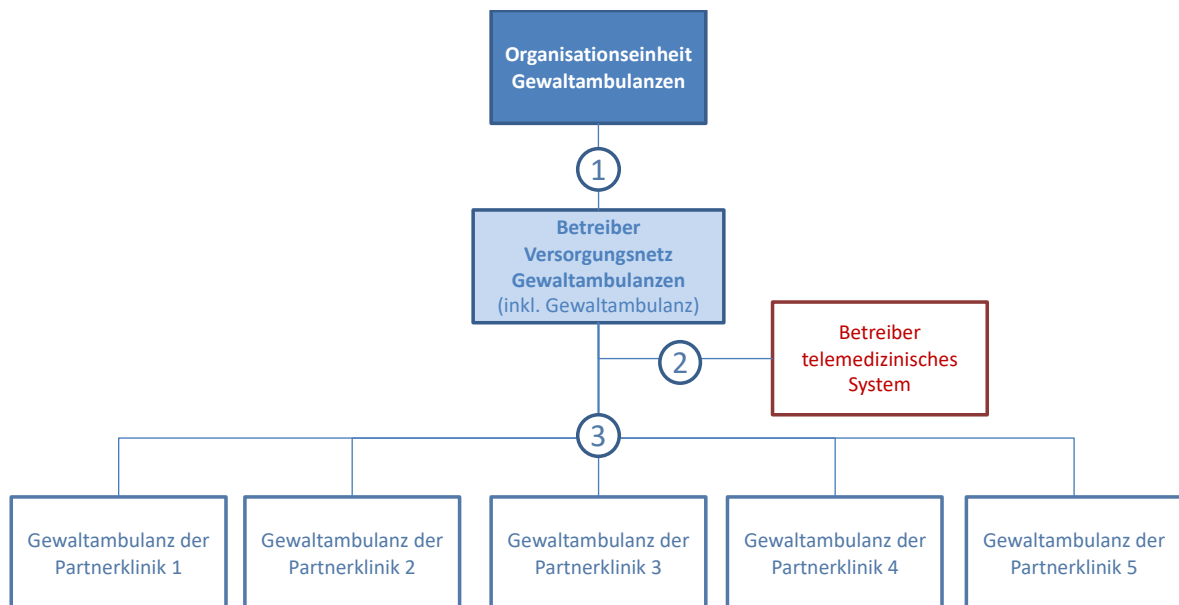 Organisationseinheit
Gewaltambulanzen
1
Betreiber
Versorgungsnetz
Gewaltambulanzen
(inkl. Gewaltambulanz)
2
Betreiber
telemedizinisches
System
3
Gewaltambulanz der
Partnerklinik 1
Gewaltambulanz der
Partnerklinik 2
Gewaltambulanz der
Partnerklinik 3
Gewaltambulanz der
Partnerklinik 4
Gewaltambulanz der
Partnerklinik 5